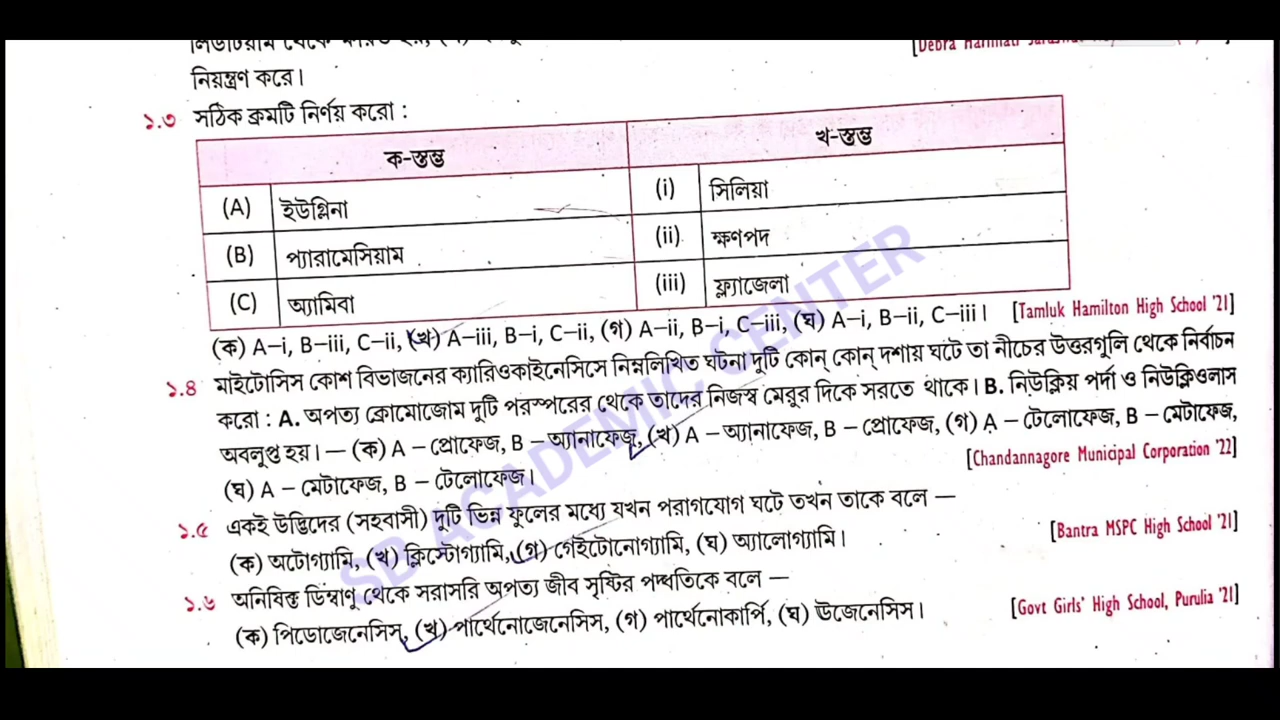 নিয়ন্ত্রণ করে।
১.৩ সঠিক ক্রমটি নির্ণয় করো :
ক-স্তম্ভ খ-স্তম্ভ
(A) ইউগ্লিনা (i) সিলিয়া
(B) প্যারামেসিয়াম (ii) ক্ষণপদ
(C) অ্যামিবা (iii) ফ্ল্যাজেলা
(ক) A–i, B–iii, C–ii, (খ) A–iii, B–i, C–ii, (গ) A–ii, B–i, C–iii, (ঘ) A–i, B–ii, C–iii। [Tamluk Hamilton High School '21]
১.৪ মাইটোসিস কোশ বিভাজনের ক্যারিওকাইনেসিসে নিম্নলিখিত ঘটনা দুটি কোন্ কোন্ দশায় ঘটে তা নীচের উত্তরগুলি থেকে নির্বাচন
করো : A. অপত্য ক্রোমোজোম দুটি পরস্পরের থেকে তাদের নিজস্ব মেরুর দিকে সরতে থাকে। B. নিউক্লিয় পর্দা ও নিউক্লিওলাস
অবলুপ্ত হয়। — (ক) A – প্রোফেজ, B – অ্যানাফেজ, (খ) A – অ্যানাফেজ, B – প্রোফেজ, (গ) A – টেলোফেজ, B – মেটাফেজ,
(ঘ) A – মেটাফেজ, B – টেলোফেজ। [Chandannagore Municipal Corporation '22]
১.৫ একই উদ্ভিদের (সহবাসী) দুটি ভিন্ন ফুলের মধ্যে যখন পরাগযোগ ঘটে তখন তাকে বলে —
(ক) অটোগ্যামি, (খ) ক্লিস্টোগ্যামি, (গ) গেইটোনোগ্যামি, (ঘ) অ্যালোগ্যামি। [Bantra MSPC High School '21]
১.৬ অনিষিক্ত ডিম্বাণু থেকে সরাসরি অপত্য জীব সৃষ্টির পদ্ধতিকে বলে —
(ক) পিডোজেনেসিস, (খ) পার্থেনোজেনেসিস, (গ) পার্থেনোকার্পি, (ঘ) ঊজেনেসিস। [Govt Girls' High School, Purulia '21]
SB ACADEMIC CENTER